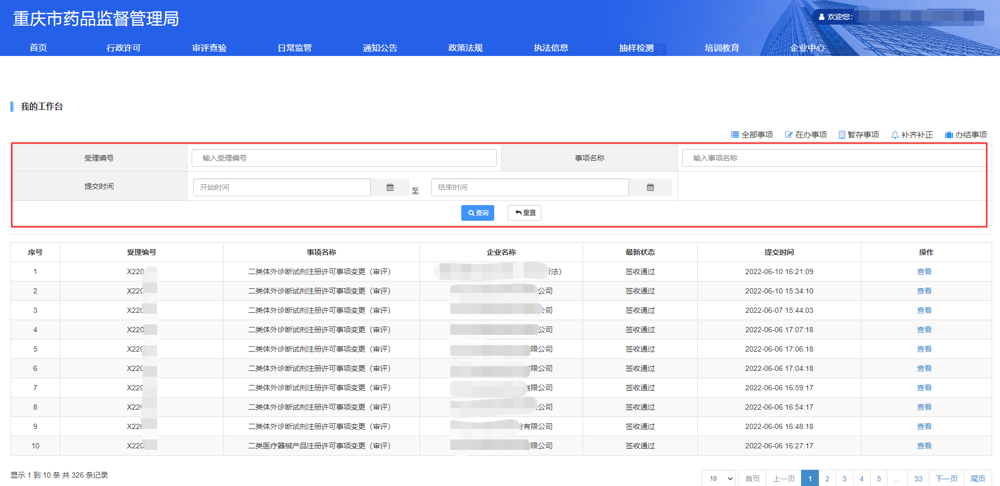 重庆市药品监督管理局
欢迎您:
首页 行政许可 审评查验 日常监管 通知公告 政策法规 执法信息 抽样检测 培训教育 企业中心
我的工作台
全部事项 在办事项 暂存事项 补齐补正 办结事项
受理编号 输入受理编号 事项名称 输入事项名称
提交时间 开始时间 至 结束时间
查询 重置
序号 受理编号 事项名称 企业名称 最新状态 提交时间 操作
1 X220 二类体外诊断试剂注册许可事项变更（审评） 法） 签收通过 2022-06-10 16:21:09 查看
2 X220 二类体外诊断试剂注册许可事项变更（审评） 公司 签收通过 2022-06-10 15:34:10 查看
3 X220 二类体外诊断试剂注册许可事项变更（审评） 公司 签收通过 2022-06-07 15:44:03 查看
4 X220 二类体外诊断试剂注册许可事项变更（审评） 公司 签收通过 2022-06-06 17:07:18 查看
5 X220 二类体外诊断试剂注册许可事项变更（审评） 限公司 签收通过 2022-06-06 17:06:18 查看
6 X220 二类体外诊断试剂注册许可事项变更（审评） 限公司 签收通过 2022-06-06 17:04:18 查看
7 X220 二类体外诊断试剂注册许可事项变更（审评） 有限公司 签收通过 2022-06-06 16:59:17 查看
8 X220 二类体外诊断试剂注册许可事项变更（审评） 公司 签收通过 2022-06-06 16:54:17 查看
9 X220 二类体外诊断试剂注册许可事项变更（审评） 有限公司 签收通过 2022-06-06 16:48:18 查看
10 X220 二类医疗器械产品注册许可事项变更（审评） 限公司 签收通过 2022-06-06 16:27:17 查看
显示 1 到 10 条 共 326 条记录
10 首页 上一页 1 2 3 4 5 … 33 下一页 尾页